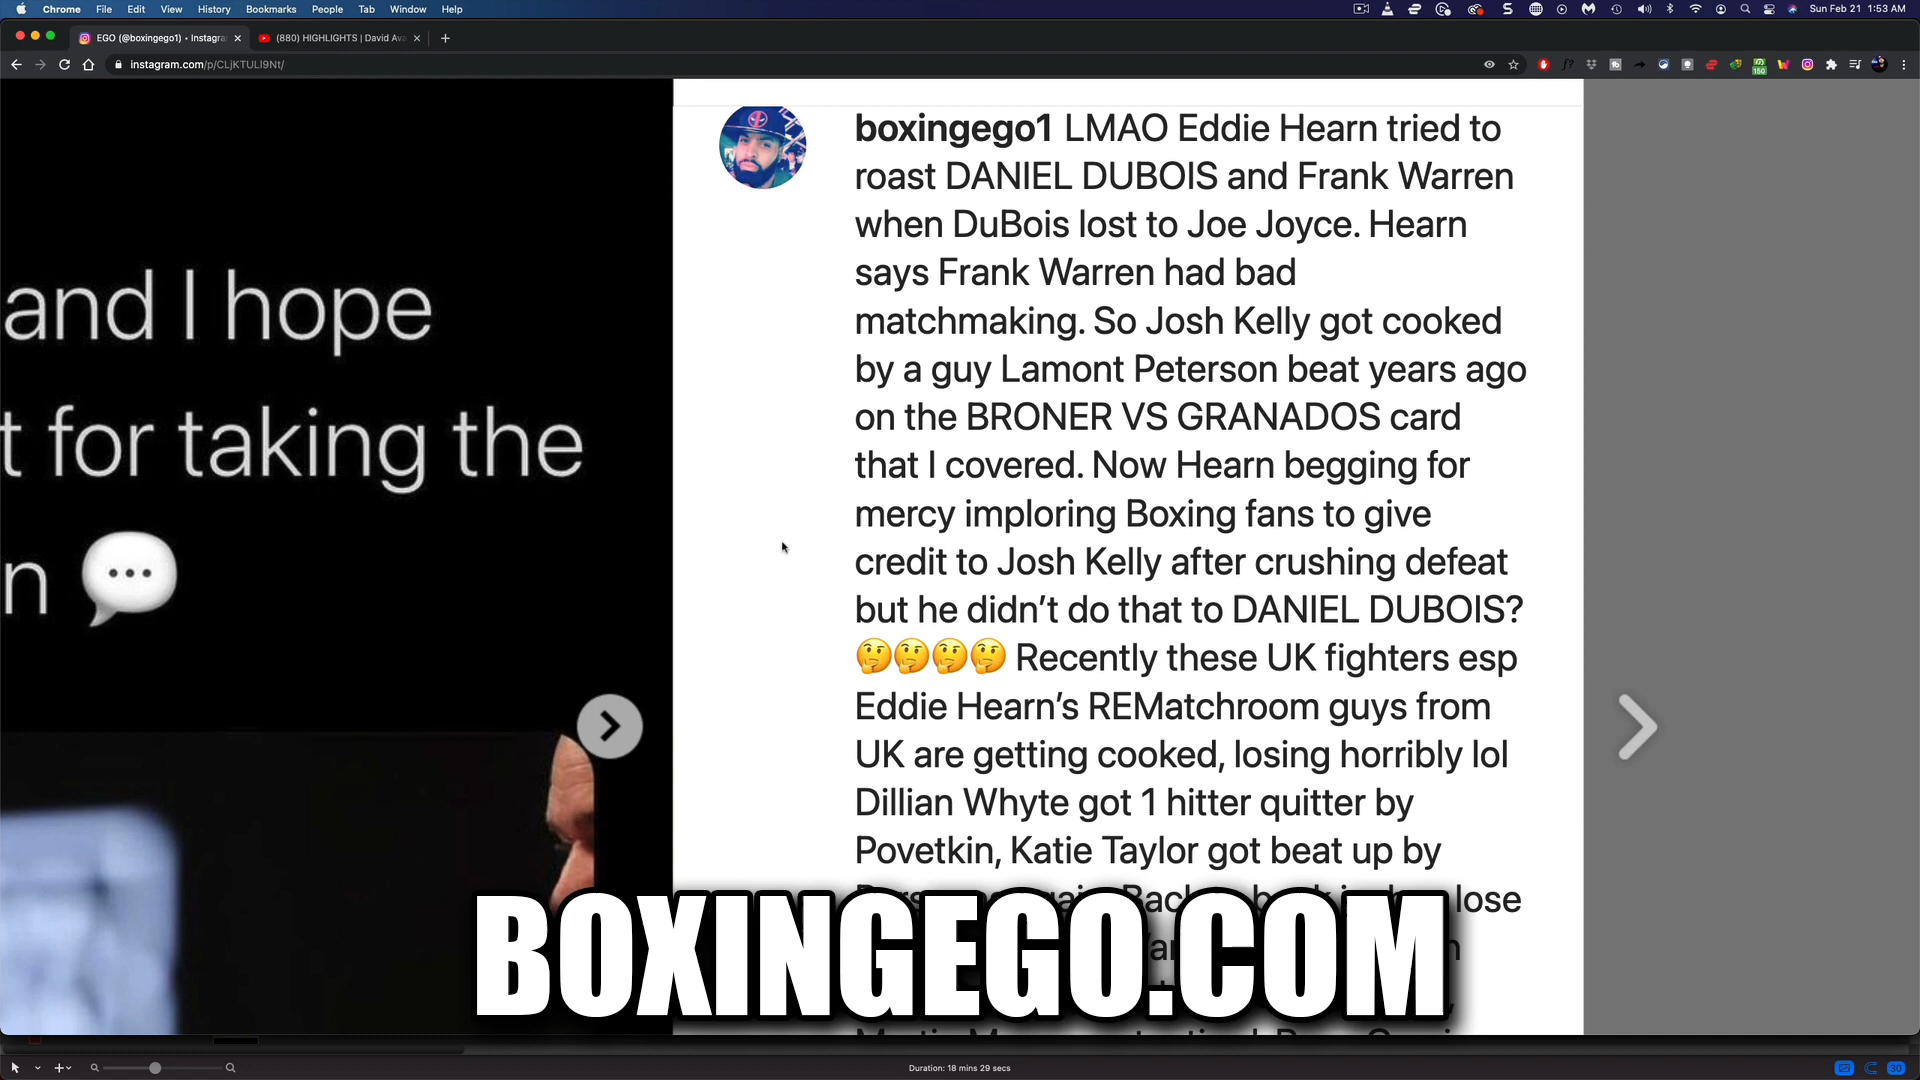 Chrome File Edit View History Bookmarks People Tab Window Help
Sun Feb 21 1:53 AM
EGO (@boxingego1) • Instagra
(880) HIGHLIGHTS | David Ava
instagram.com/p/CLjKTULl9Nt/
150
and I hope
t for taking the
n
boxingego1 LMAO Eddie Hearn tried to
roast DANIEL DUBOIS and Frank Warren
when DuBois lost to Joe Joyce. Hearn
says Frank Warren had bad
matchmaking. So Josh Kelly got cooked
by a guy Lamont Peterson beat years ago
on the BRONER VS GRANADOS card
that I covered. Now Hearn begging for
mercy imploring Boxing fans to give
credit to Josh Kelly after crushing defeat
but he didn’t do that to DANIEL DUBOIS?
🤔🤔🤔🤔 Recently these UK fighters esp
Eddie Hearn’s REMatchroom guys from
UK are getting cooked, losing horribly lol
Dillian Whyte got 1 hitter quitter by
Povetkin, Katie Taylor got beat up by
lose
BOXINGEGO.COM
Duration: 18 mins 29 secs
30